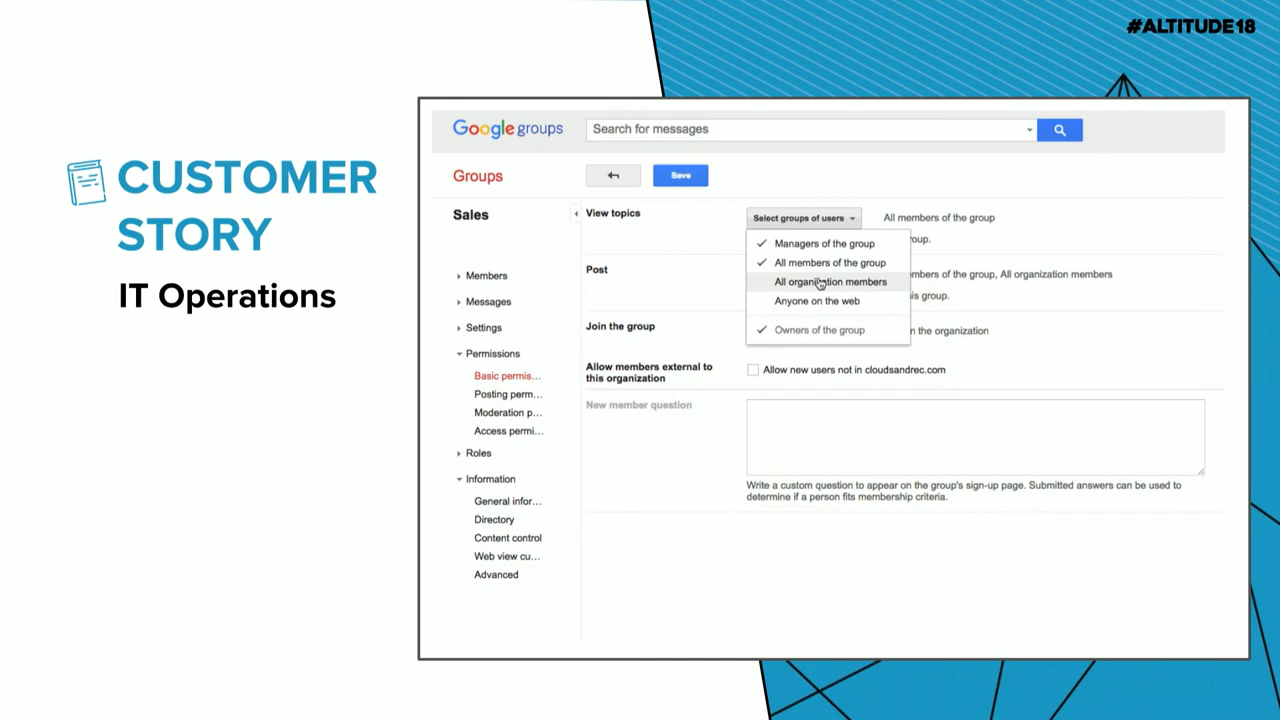 #ALTITUDE18
CUSTOMER
STORY
IT Operations
Google groups
Search for messages
Groups
Save
Sales
Members
Messages
Settings
Permissions
Basic permis...
Posting perm...
Moderation p...
Access permi...
Roles
Information
General infor...
Directory
Content control
Web view cu...
Advanced
View topics
Select groups of users
All members of the group
Managers of the group
All members of the group
All organization members
Anyone on the web
Owners of the group
oup.
Post
mbers of the group, All organization members
is group.
Join the group
n the organization
Allow members external to
this organization
Allow new users not in cloudsandrec.com
New member question
Write a custom question to appear on the group's sign-up page. Submitted answers can be used to
determine if a person fits membership criteria.